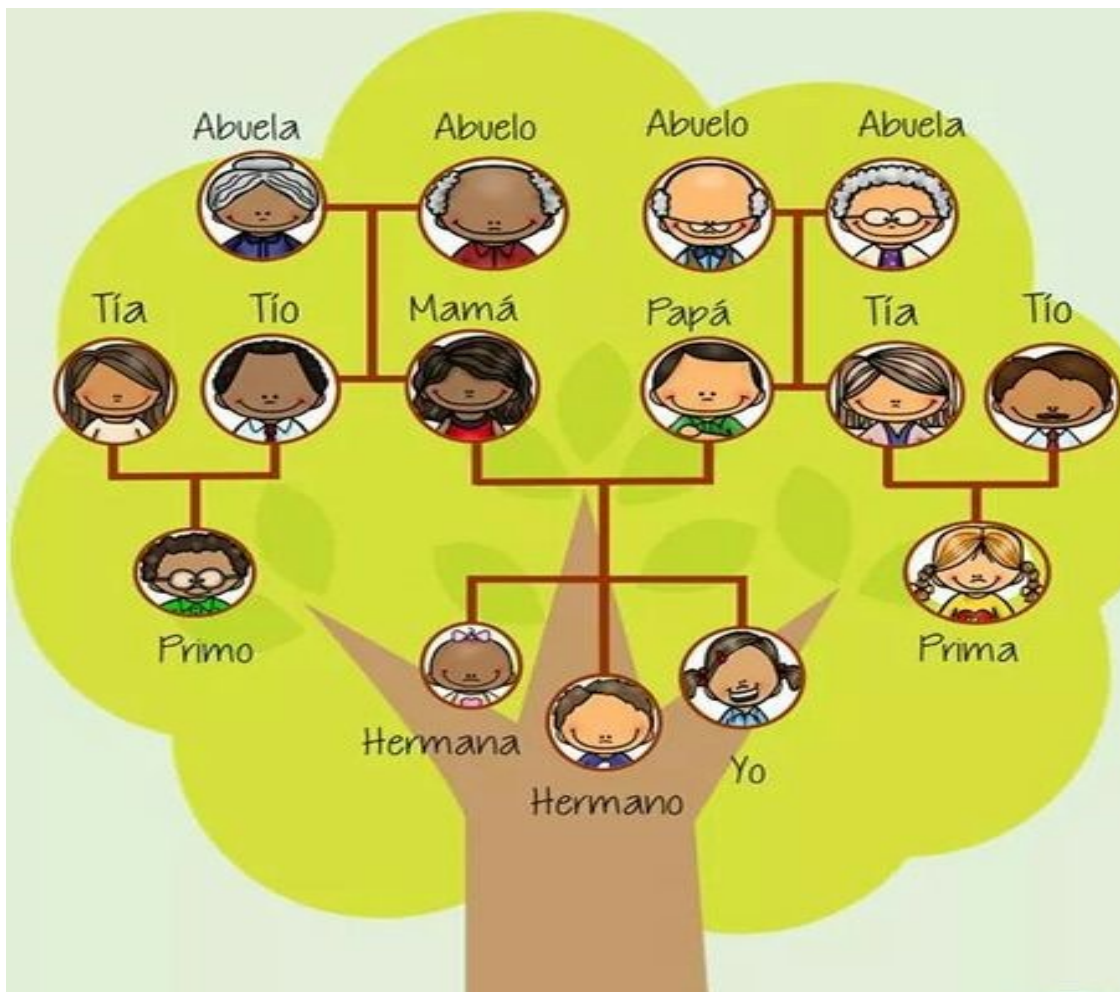 Abuela
Abuelo
Abuelo
Abuela
Tía
Tío
Mamá
Papá
Tía
Tío
Primo
Prima
Hermana
Hermano
Yo